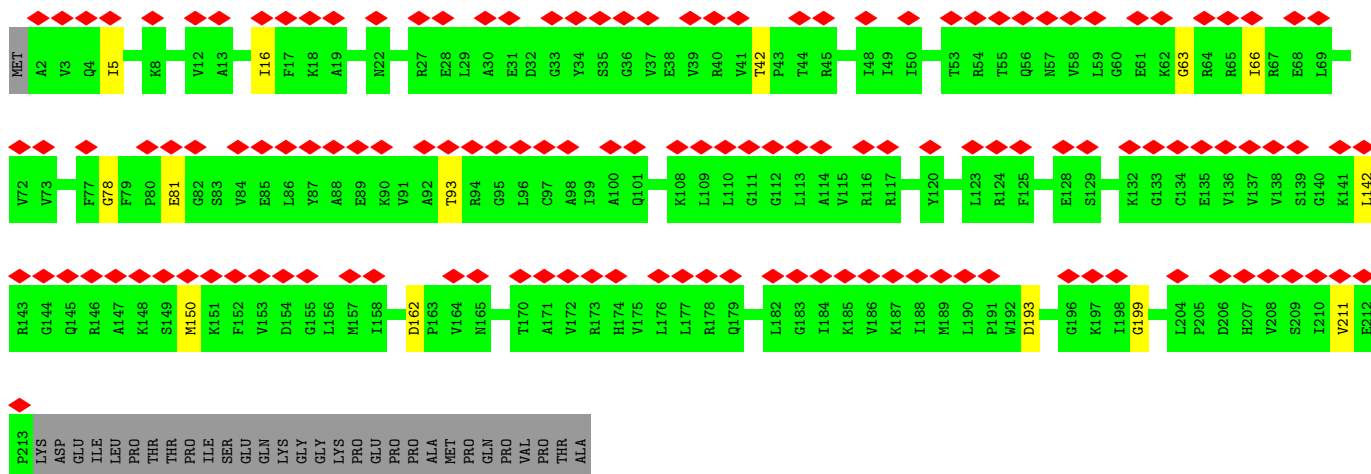 MET A2 V3 Q4 I5 K8 V12 A13 I16 F17 K18 A19 N22 R27 E28 L29 A30 E31 D32 G33 Y34 S35 G36 V37 E38 V39 R40 V41 T42 P43 T44 R45 I48 I49 I50 T53 R54 T55 Q56 N57 V58 L59 G60 E61 K62 G63 R64 R65 I66 R67 E68 L69
V72 V73 F77 G78 F79 P80 E81 G82 S83 V84 E85 L86 Y87 A88 E89 K90 V91 A92 T93 R94 G95 L96 C97 A98 I99 A100 Q101 K108 L109 L110 G111 G112 L113 A114 V115 R116 R117 Y120 L123 R124 F125 E128 S129 K132 G133 C134 E135 V136 V137 V138 S139 G140 K141 L142
R143 G144 Q145 R146 A147 K148 S149 M150 K151 F152 V153 D154 G155 L156 M157 I158 D162 P163 V164 N165 T170 A171 V172 R173 H174 V175 L176 L177 R178 Q179 L182 G183 I184 K185 V186 K187 I188 M189 L190 P191 W192 D193 G196 K197 I198 G199 L204 P205 D206 H207 V208 S209 I210 V211 E212
P213 LYS ASP GLU ILE LEU PRO THR THR PRO ILE SER GLU GLN LYS GLY GLY LYS PRO GLU PRO PRO ALA MET PRO GLN PRO VAL PRO THR ALA